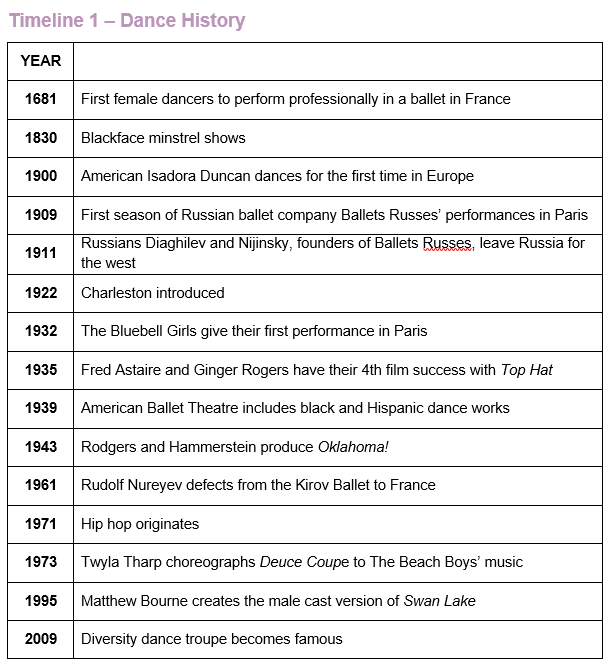 Timeline 1 – Dance History
YEAR
1681 First female dancers to perform professionally in a ballet in France
1830 Blackface minstrel shows
1900 American Isadora Duncan dances for the first time in Europe
1909 First season of Russian ballet company Ballets Russes’ performances in Paris
1911 Russians Diaghilev and Nijinsky, founders of Ballets Russes, leave Russia for
the west
1922 Charleston introduced
1932 The Bluebell Girls give their first performance in Paris
1935 Fred Astaire and Ginger Rogers have their 4th film success with Top Hat
1939 American Ballet Theatre includes black and Hispanic dance works
1943 Rodgers and Hammerstein produce Oklahoma!
1961 Rudolf Nureyev defects from the Kirov Ballet to France
1971 Hip hop originates
1973 Twyla Tharp choreographs Deuce Coupe to The Beach Boys’ music
1995 Matthew Bourne creates the male cast version of Swan Lake
2009 Diversity dance troupe becomes famous